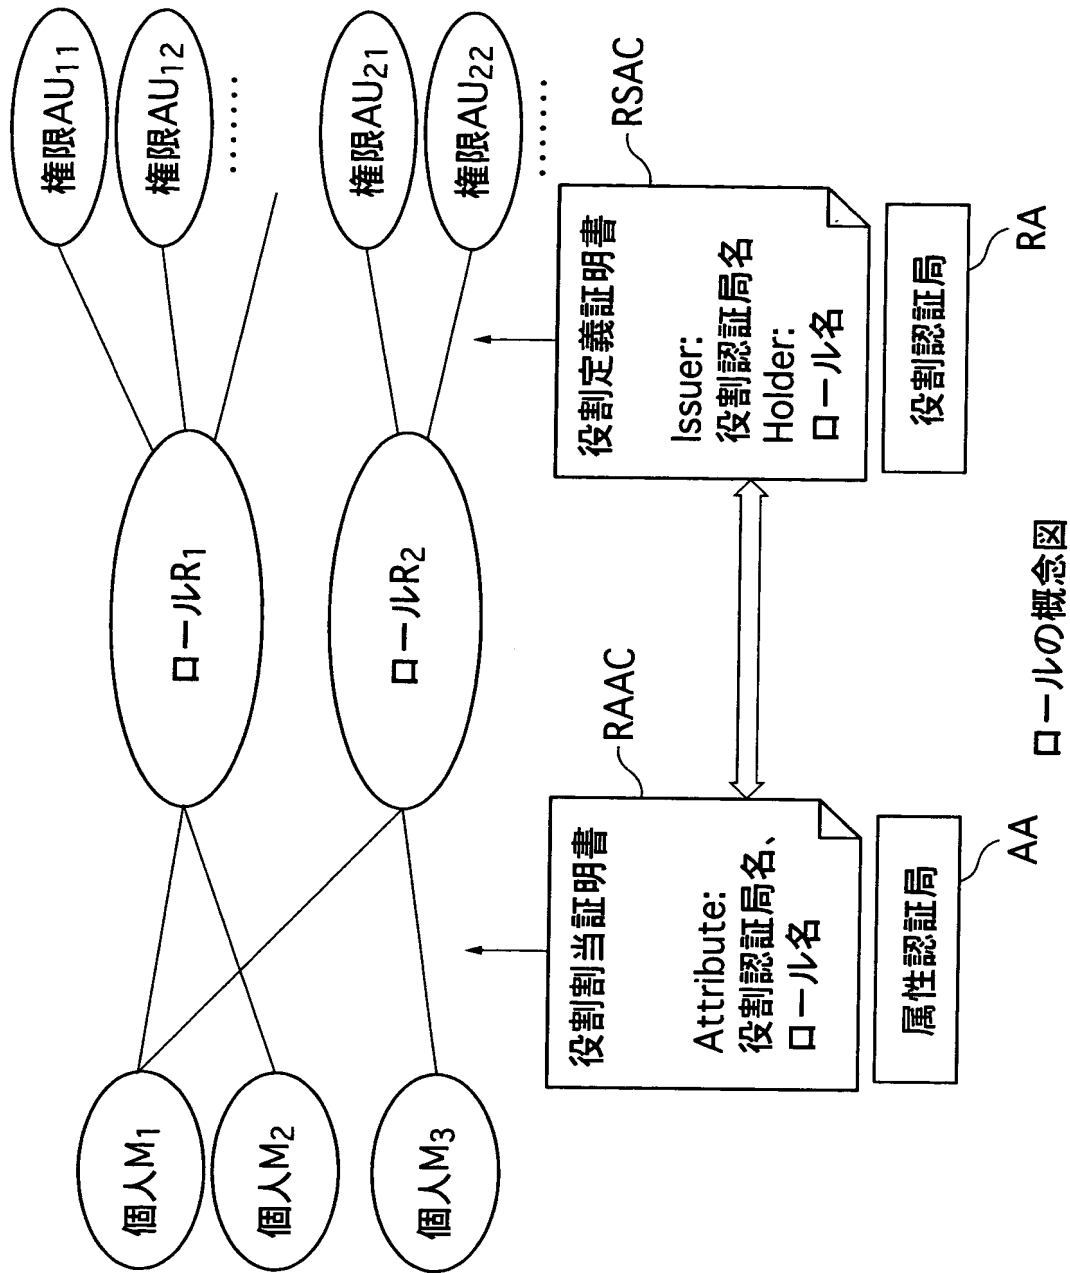 個人M1
個人M2
個人M3
ロールR1
ロールR2
権限AU11
権限AU12
……
権限AU21
権限AU22
……
役割割当証明書
Attribute:
役割認証局名、
ロール名
RAAC
属性認証局
AA
役割定義証明書
Issuer:
役割認証局名
Holder:
ロール名
RSAC
役割認証局
RA
ロールの概念図